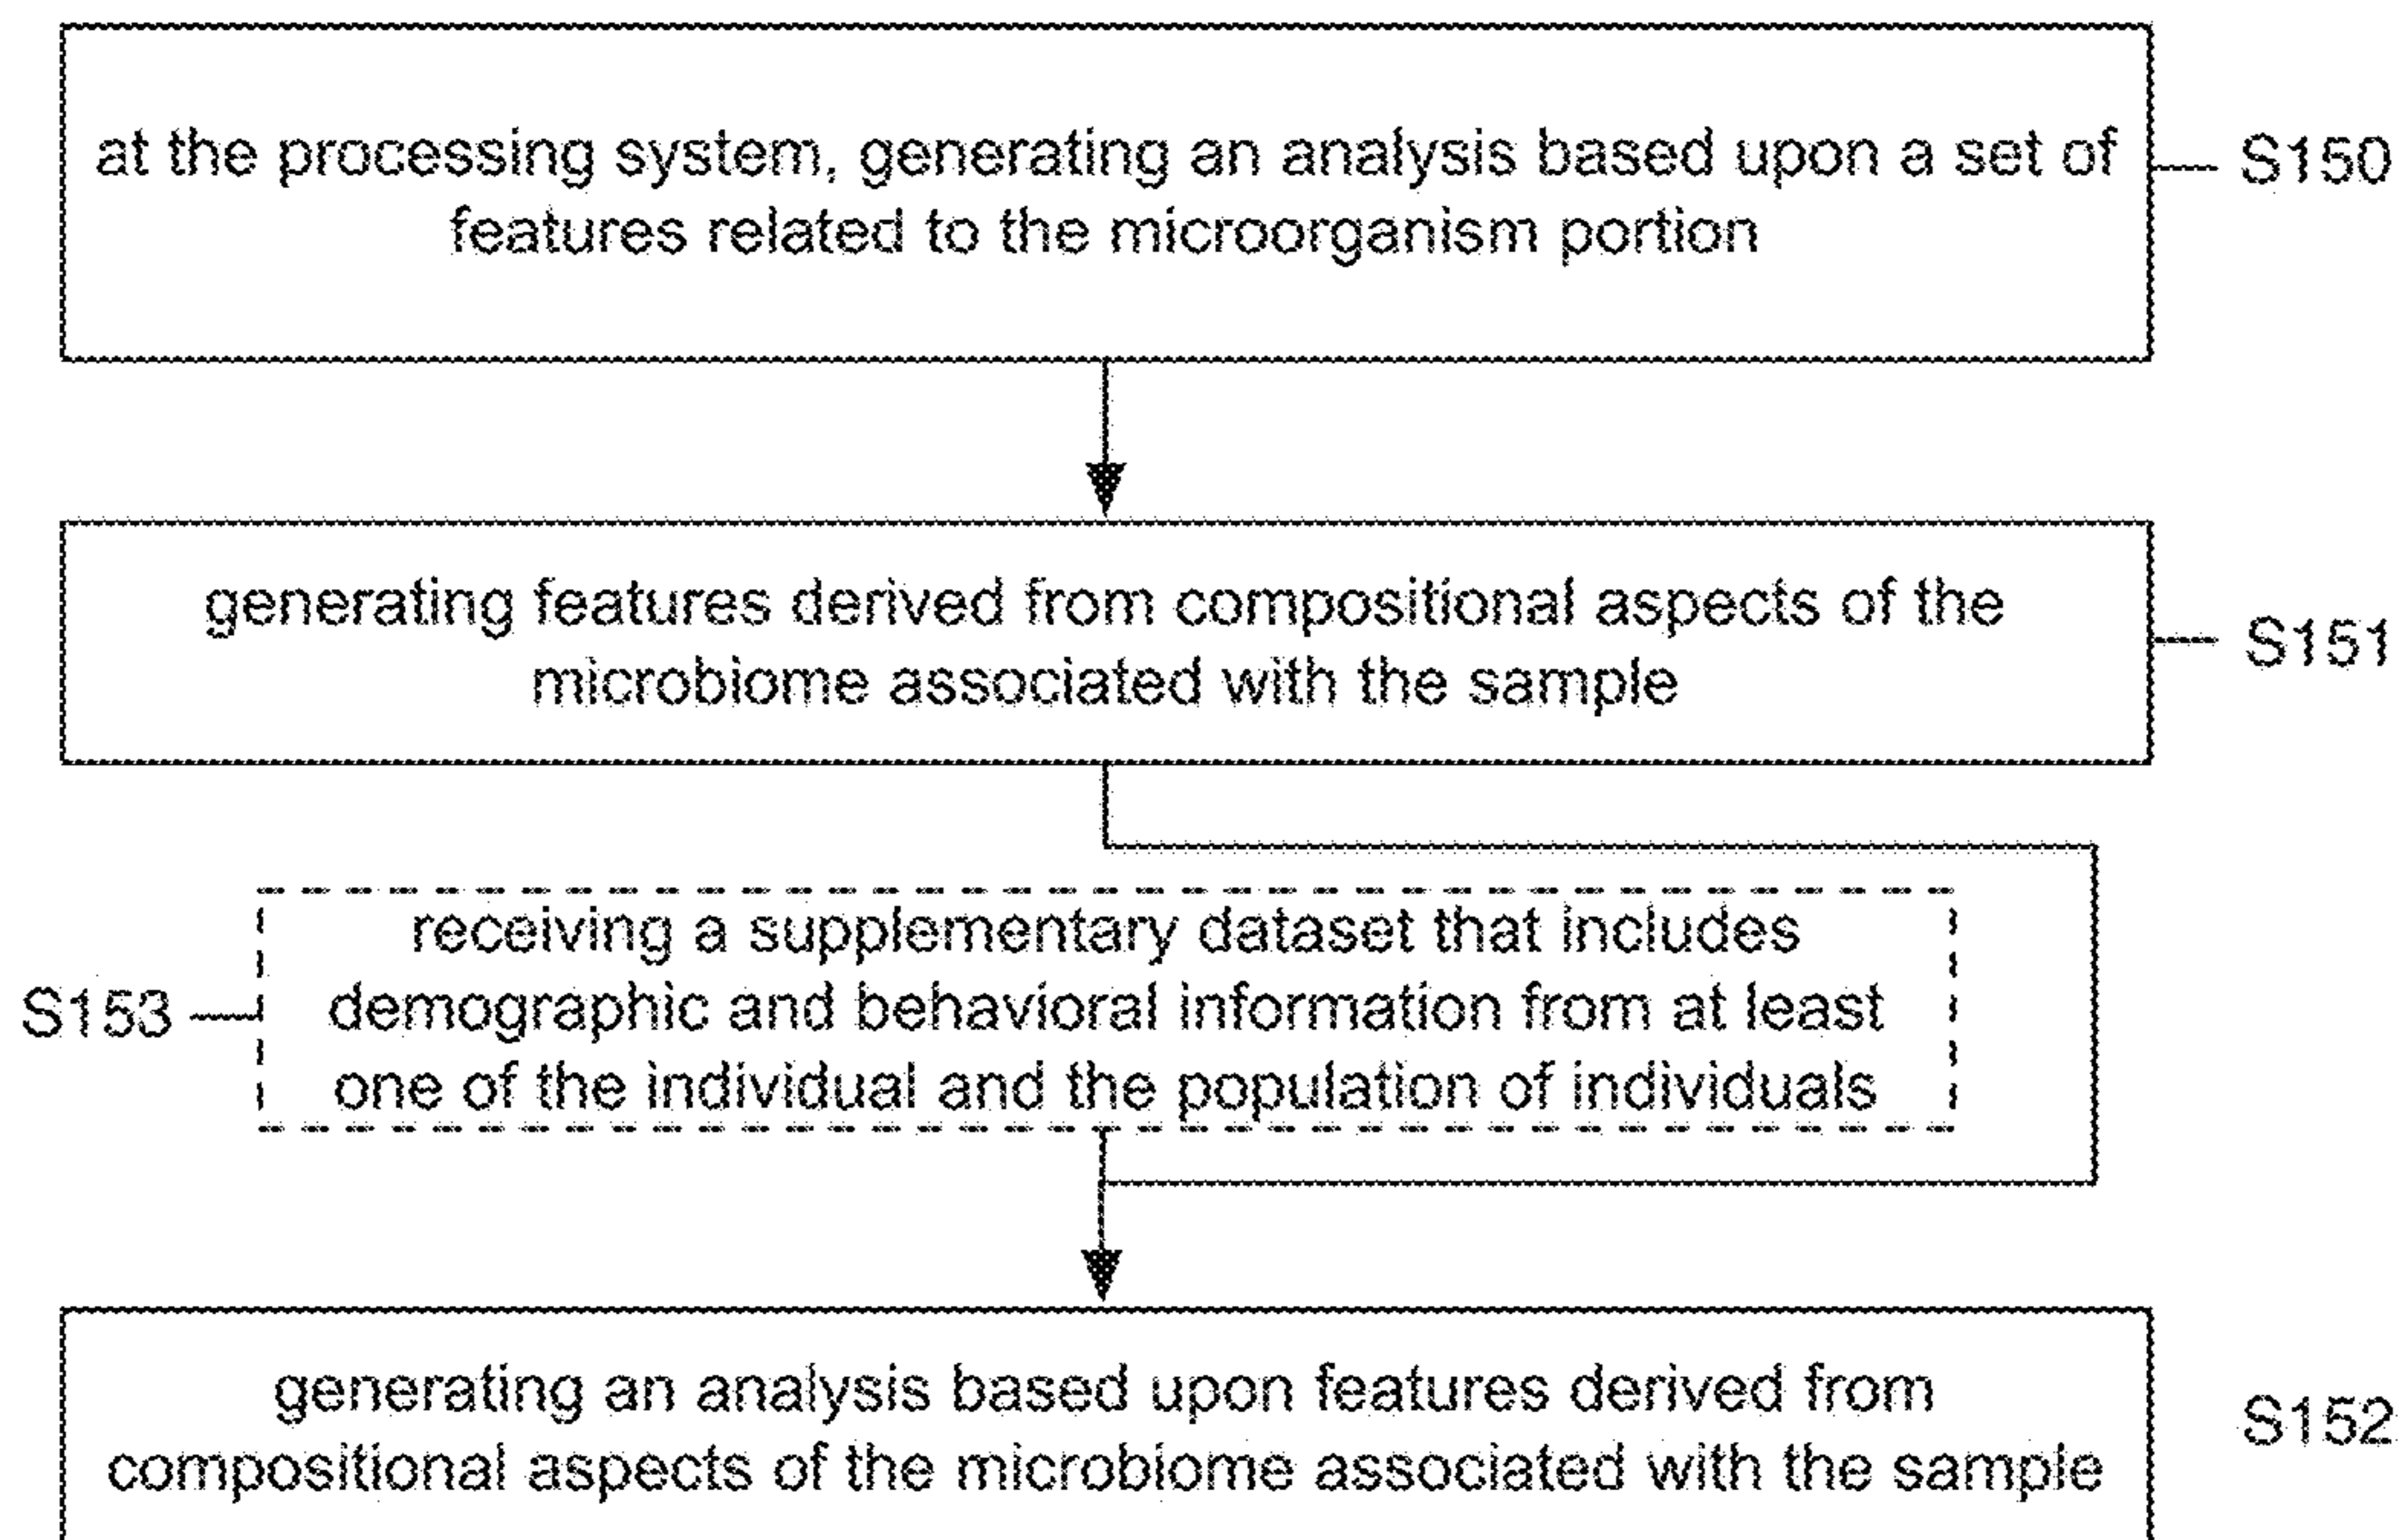 at the processing system, generating an analysis based upon a set of
features related to the microorganism portion
S150
generating features derived from compositional aspects of the
microbiome associated with the sample
S151
receiving a supplementary dataset that includes
demographic and behavioral information from at least
one of the individual and the population of individuals
S153
generating an analysis based upon features derived from
compositional aspects of the microbiome associated with the sample
S152